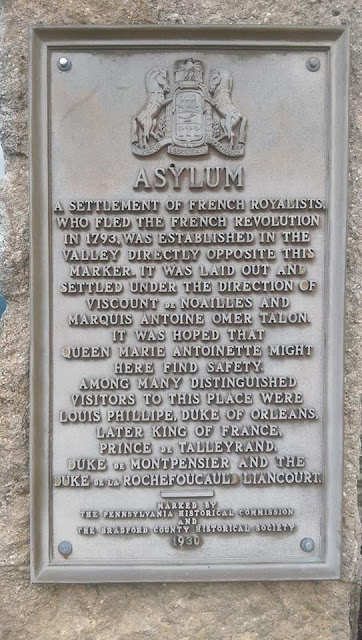 ASYLUM
A SETTLEMENT OF FRENCH ROYALISTS,
WHO FLED THE FRENCH REVOLUTION
IN 1793, WAS ESTABLISHED IN THE
VALLEY DIRECTLY OPPOSITE THIS
MARKER. IT WAS LAID OUT AND
SETTLED UNDER THE DIRECTION OF
VISCOUNT DE NOAILLES AND
MARQUIS ANTOINE OMER TALON.
IT WAS HOPED THAT
QUEEN MARIE ANTOINETTE MIGHT
HERE FIND SAFETY.
AMONG MANY DISTINGUISHED
VISITORS TO THIS PLACE WERE
LOUIS PHILLIPE, DUKE OF ORLEANS,
LATER KING OF FRANCE,
PRINCE DE TALLEYRAND,
DUKE DE MONTPENSIER AND THE
DUKE DE LA ROCHEFOUCAULD LIANCOURT.
MARKED BY
THE PENNSYLVANIA HISTORICAL COMMISSION
AND
THE BRADFORD COUNTY HISTORICAL SOCIETY
1930